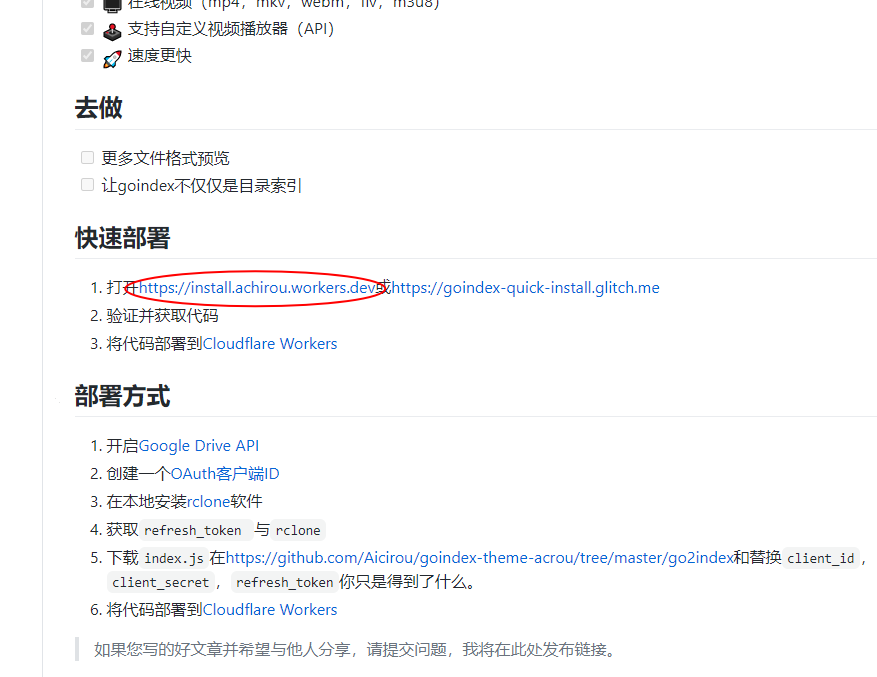 在线视频（mp4，mkv，webm，flv，m3u8）
支持自定义视频播放器（API）
速度更快
去做
更多文件格式预览
让goindex不仅仅是目录索引
快速部署
1. 打开https://install.achirou.workers.dev或https://goindex-quick-install.glitch.me
2. 验证并获取代码
3. 将代码部署到Cloudflare Workers
部署方式
1. 开启Google Drive API
2. 创建一个OAuth客户端ID
3. 在本地安装rclone软件
4. 获取 refresh_token 与 rclone
5. 下载 index.js 在https://github.com/Aicirou/goindex-theme-acrou/tree/master/go2index和替换 client_id ，
client_secret ， refresh_token 你只是得到了什么。
6. 将代码部署到Cloudflare Workers
如果您写的好文章并希望与他人分享，请提交问题，我将在此处发布链接。